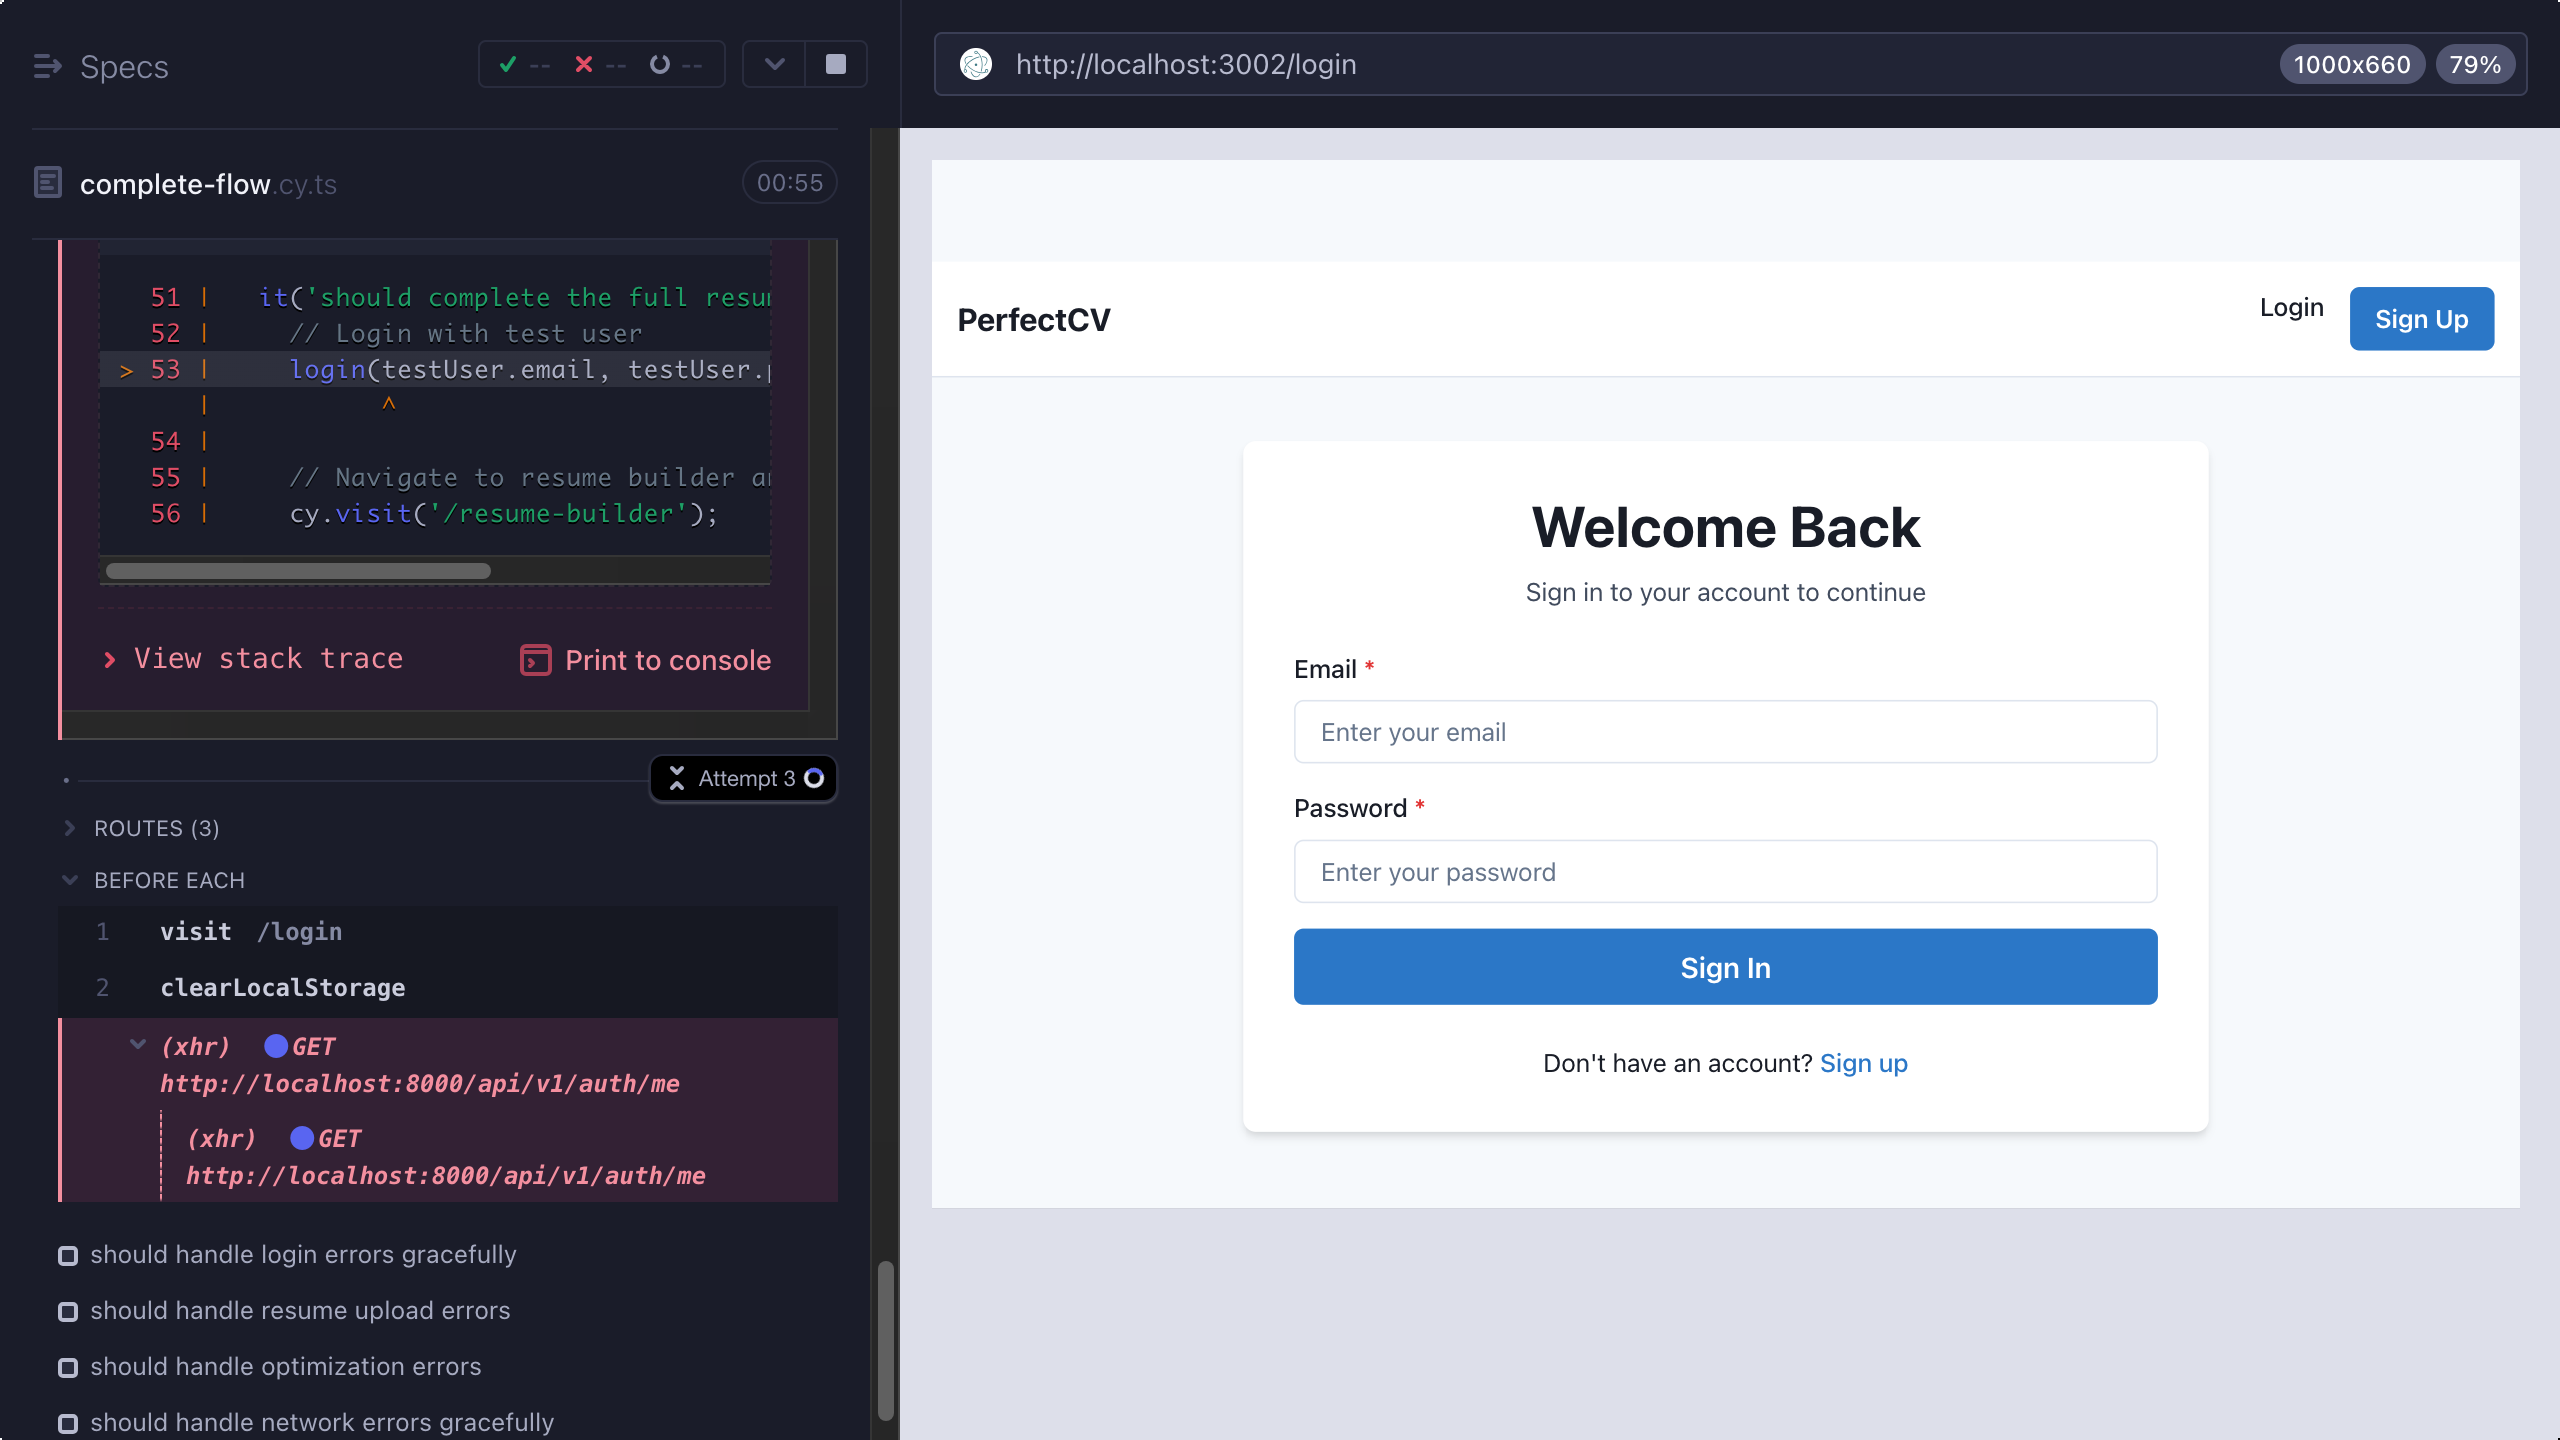 Specs
-- -- --
http://localhost:3002/login
1000x660
79%
complete-flow.cy.ts
00:55
51 | it('should complete the full resum
52 | // Login with test user
> 53 | login(testUser.email, testUser.p
| ^
54 |
55 | // Navigate to resume builder an
56 | cy.visit('/resume-builder');
View stack trace
Print to console
Attempt 3
ROUTES (3)
BEFORE EACH
1 visit /login
2 clearLocalStorage
(xhr) GET
http://localhost:8000/api/v1/auth/me
(xhr) GET
http://localhost:8000/api/v1/auth/me
should handle login errors gracefully
should handle resume upload errors
should handle optimization errors
should handle network errors gracefully
PerfectCV
Login
Sign Up
Welcome Back
Sign in to your account to continue
Email *
Enter your email
Password *
Enter your password
Sign In
Don't have an account? Sign up